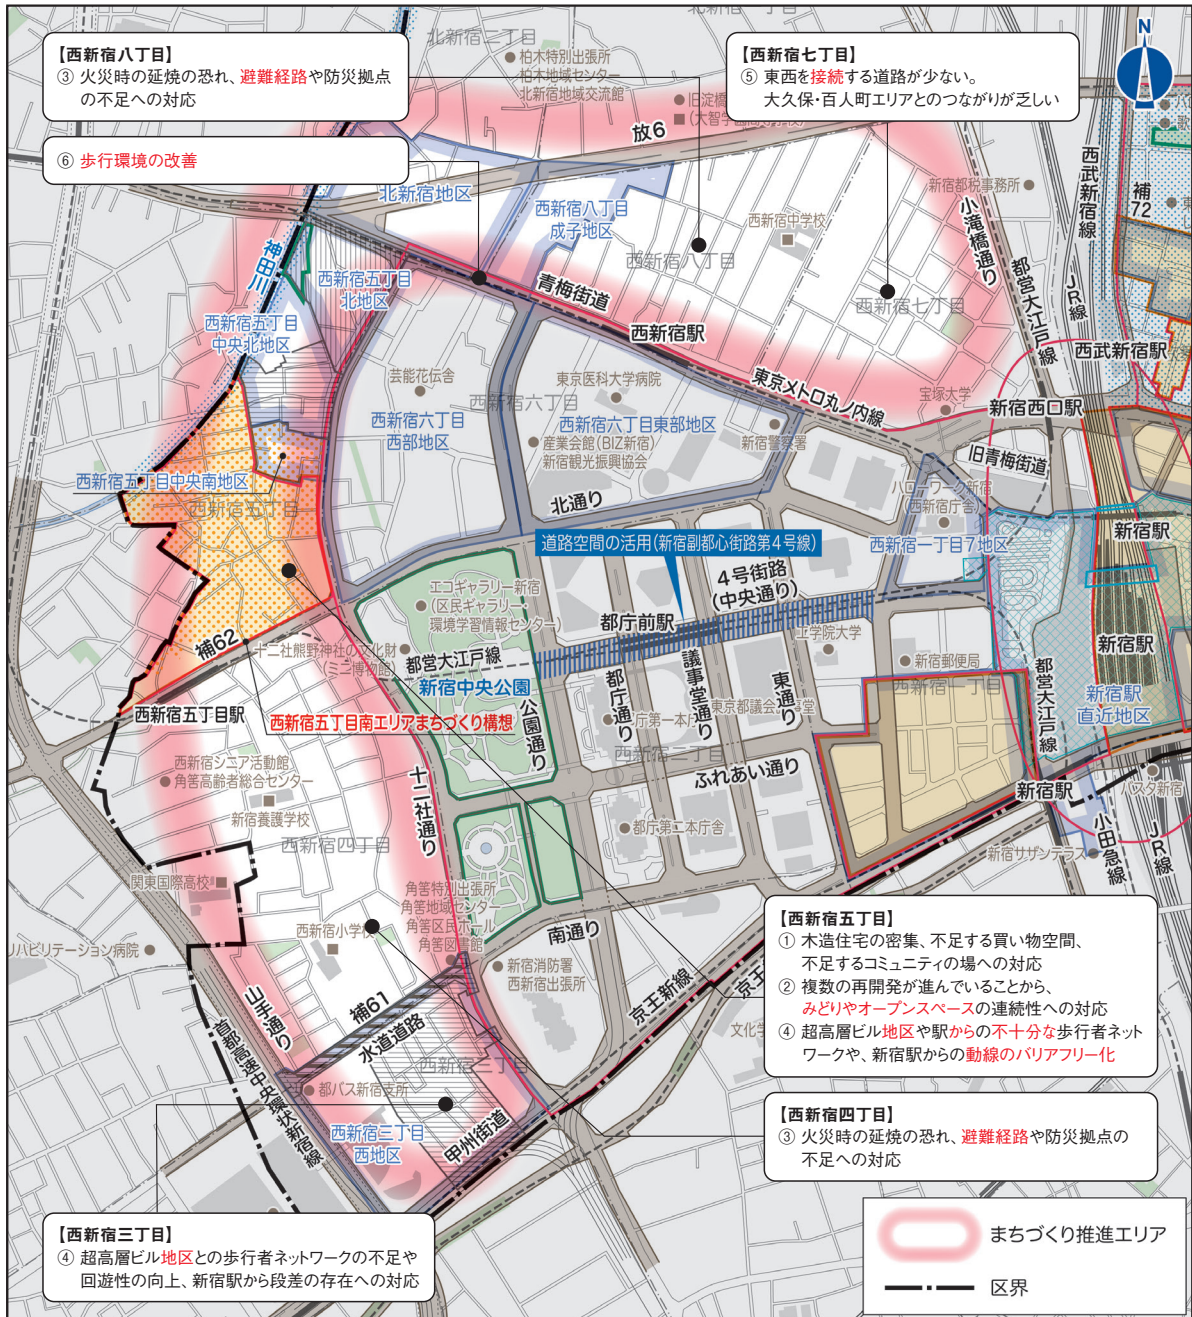 【西新宿八丁目】
③ 火災時の延焼の恐れ、避難経路や防災拠点
の不足への対応
⑥ 歩行環境の改善
【西新宿七丁目】
⑤ 東西を接続する道路が少ない。
大久保・百人町エリアとのつながりが乏しい
N
北新宿二丁目
柏木特別出張所
柏木地域センター
北新宿地域交流館
放6
北新宿地区
西新宿八丁目
成子地区
西新宿中学校
西新宿八丁目
西新宿七丁目
新宿都税事務所
小滝橋通り
都営大江戸線
JR線
西武新宿線
補72
神田川
西新宿五丁目
北地区
西新宿五丁目
中央北地区
青梅街道
西新宿駅
東京メトロ丸ノ内線
西武新宿駅
宝塚大学
新宿西口駅
旧青梅街道
芸能花伝舎
西新宿六丁目
西新宿六丁目
西部地区
東京医科大学病院
西新宿六丁目東部地区
産業会館(BIZ新宿)
新宿観光振興協会
新宿警察署
ハローワーク新宿
(西新宿庁舎)
西新宿一丁目7地区
新宿駅
西新宿五丁目中央南地区
西新宿五丁目
北通り
道路空間の活用(新宿副都心街路第4号線)
4号街路
(中央通り)
都庁前駅
工学院大学
新宿郵便局
西新宿一丁目
新宿駅
新宿駅
直近地区
都営大江戸線
エコギャラリー新宿
(区民ギャラリー・
環境学習情報センター)
補62
十二社熊野神社の文化財
(ミニ博物館)
都営大江戸線
新宿中央公園
公園通り
都庁通り
議事堂通り
東通り
都庁第一本庁舎
東京都議会議事堂
西新宿二丁目
ふれあい通り
都庁第二本庁舎
西新宿五丁目駅
西新宿五丁目南エリアまちづくり構想
西新宿シニア活動館
角筈高齢者総合センター
新宿養護学校
西新宿四丁目
十二社通り
関東国際高校
西新宿小学校
角筈特別出張所
角筈地域センター
角筈区民ホール
角筈図書館
南通り
新宿消防署
西新宿出張所
新宿駅
バスタ新宿
新宿サザンテラス
小田急線
JR線
京王新線
リハビリテーション病院
山手通り
首都高速中央環状新宿線
補61
水道道路
西新宿三丁目
都バス新宿支所
西新宿三丁目
西地区
甲州街道
【西新宿五丁目】
① 木造住宅の密集、不足する買い物空間、
不足するコミュニティの場への対応
② 複数の再開発が進んでいることから、
みどりやオープンスペースの連続性への対応
④ 超高層ビル地区や駅からの不十分な歩行者ネット
ワークや、新宿駅からの動線のバリアフリー化
【西新宿四丁目】
③ 火災時の延焼の恐れ、避難経路や防災拠点の
不足への対応
【西新宿三丁目】
④ 超高層ビル地区との歩行者ネットワークの不足や
回遊性の向上、新宿駅から段差の存在への対応
まちづくり推進エリア
区界